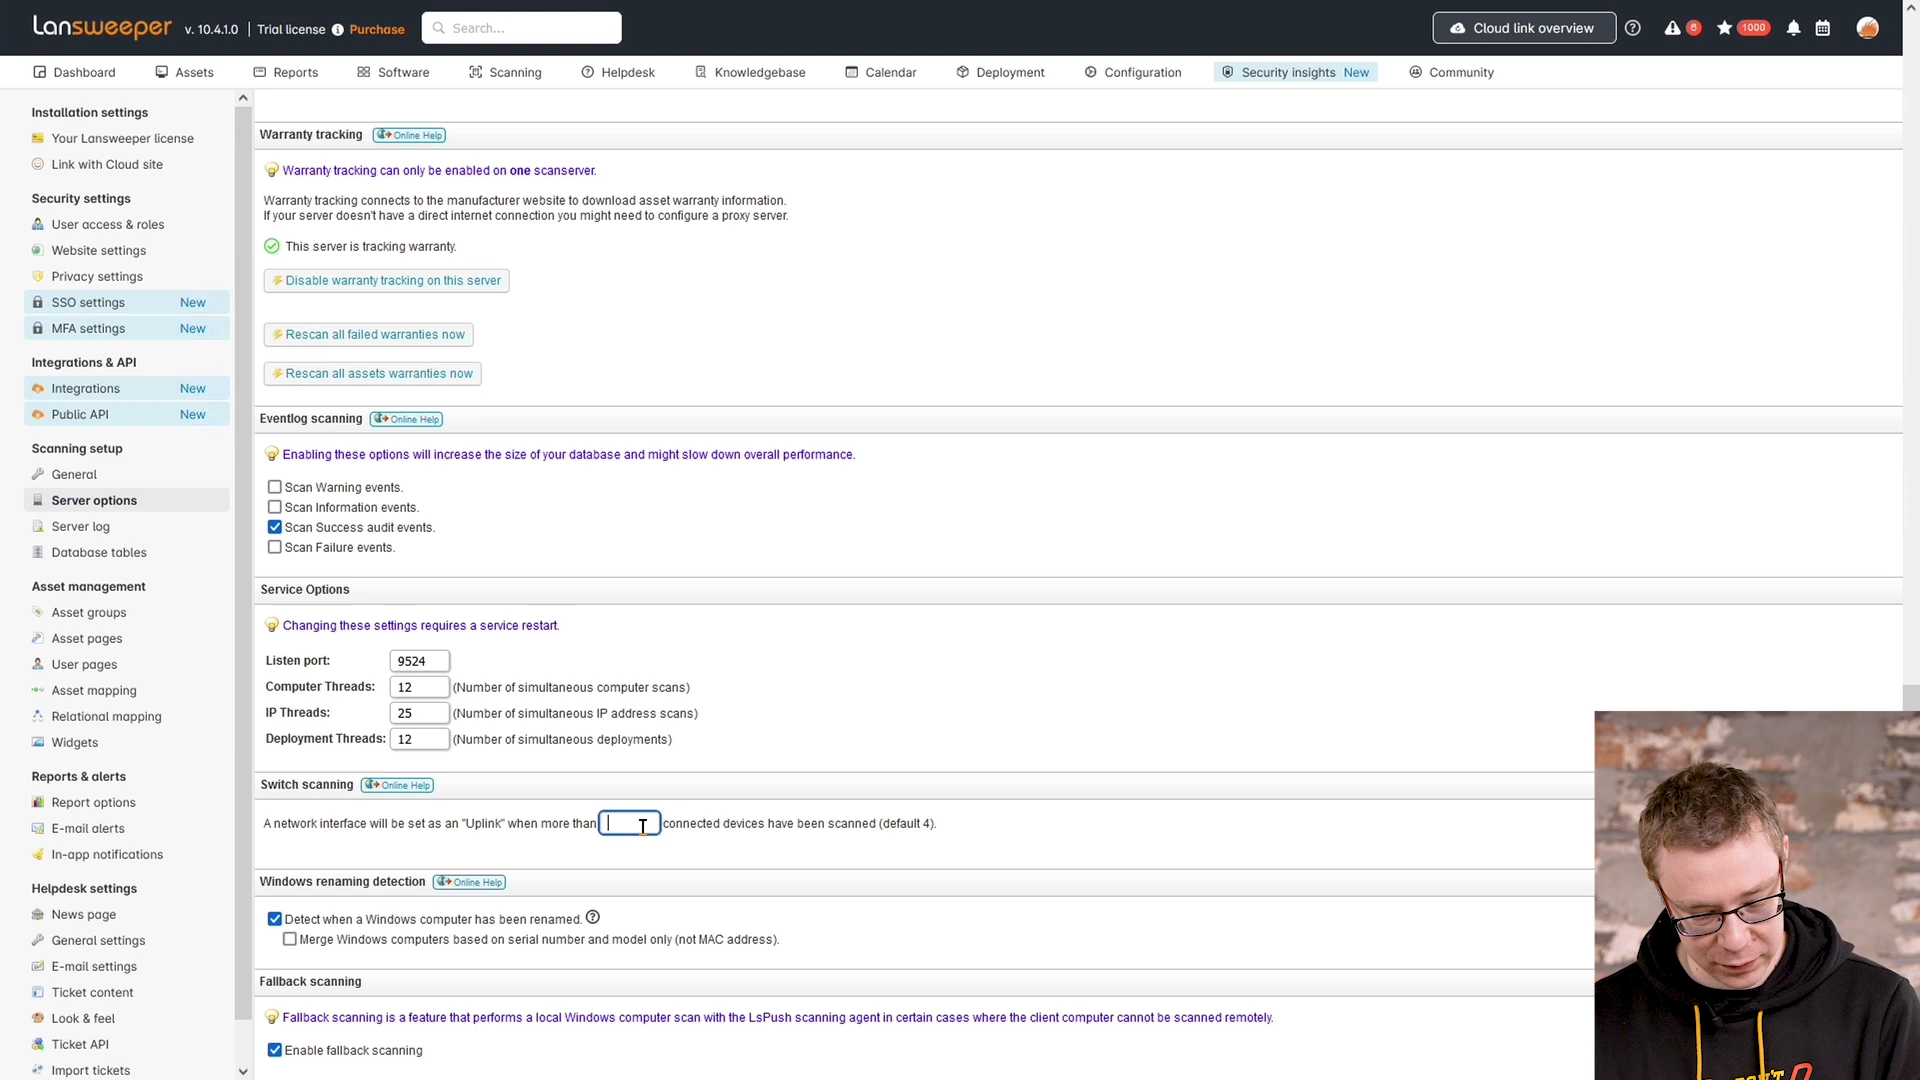 Lansweeper v. 10.4.1.0 | Trial license Purchase
Search...
Cloud link overview
6
1000
Dashboard
Assets
Reports
Software
Scanning
Helpdesk
Knowledgebase
Calendar
Deployment
Configuration
Security insights New
Community
Installation settings
Your Lansweeper license
Link with Cloud site
Security settings
User access & roles
Website settings
Privacy settings
SSO settings New
MFA settings New
Integrations & API
Integrations New
Public API New
Scanning setup
General
Server options
Server log
Database tables
Asset management
Asset groups
Asset pages
User pages
Asset mapping
Relational mapping
Widgets
Reports & alerts
Report options
E-mail alerts
In-app notifications
Helpdesk settings
News page
General settings
E-mail settings
Ticket content
Look & feel
Ticket API
Import tickets
Warranty tracking Online Help
Warranty tracking can only be enabled on one scanserver.
Warranty tracking connects to the manufacturer website to download asset warranty information.
If your server doesn't have a direct internet connection you might need to configure a proxy server.
This server is tracking warranty.
Disable warranty tracking on this server
Rescan all failed warranties now
Rescan all assets warranties now
Eventlog scanning Online Help
Enabling these options will increase the size of your database and might slow down overall performance.
Scan Warning events.
Scan Information events.
Scan Success audit events.
Scan Failure events.
Service Options
Changing these settings requires a service restart.
Listen port: 9524
Computer Threads: 12 (Number of simultaneous computer scans)
IP Threads: 25 (Number of simultaneous IP address scans)
Deployment Threads: 12 (Number of simultaneous deployments)
Switch scanning Online Help
A network interface will be set as an "Uplink" when more than connected devices have been scanned (default 4).
Windows renaming detection Online Help
Detect when a Windows computer has been renamed.
Merge Windows computers based on serial number and model only (not MAC address).
Fallback scanning
Fallback scanning is a feature that performs a local Windows computer scan with the LsPush scanning agent in certain cases where the client computer cannot be scanned remotely.
Enable fallback scanning